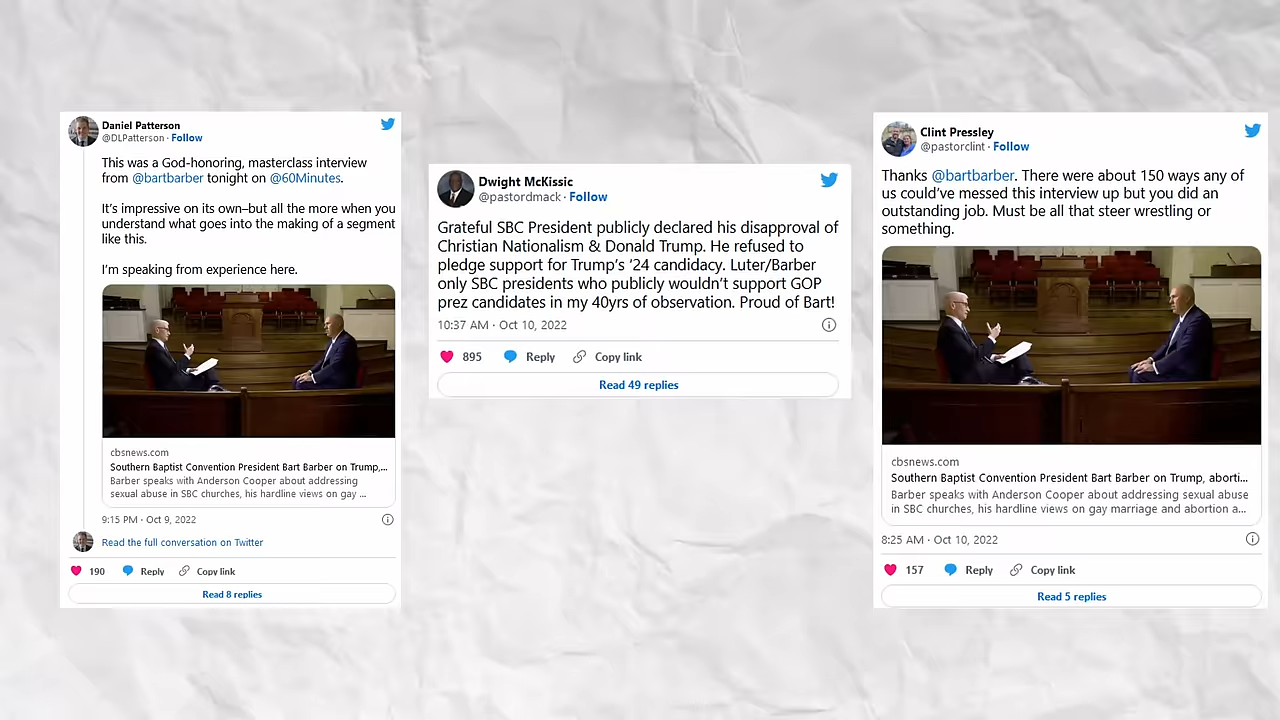 Daniel Patterson
@DLPatterson · Follow
This was a God-honoring, masterclass interview
from @bartbarber tonight on @60Minutes.
It's impressive on its own–but all the more when you
understand what goes into the making of a segment
like this.
I'm speaking from experience here.
cbsnews.com
Southern Baptist Convention President Bart Barber on Trump,...
Barber speaks with Anderson Cooper about addressing
sexual abuse in SBC churches, his hardline views on gay ...
9:15 PM · Oct 9, 2022
Read the full conversation on Twitter
190 Reply Copy link
Read 8 replies
Dwight McKissic
@pastordmack · Follow
Grateful SBC President publicly declared his disapproval of
Christian Nationalism & Donald Trump. He refused to
pledge support for Trump's '24 candidacy. Luter/Barber
only SBC presidents who publicly wouldn't support GOP
prez candidates in my 40yrs of observation. Proud of Bart!
10:37 AM · Oct 10, 2022
895 Reply Copy link
Read 49 replies
Clint Pressley
@pastorclint · Follow
Thanks @bartbarber. There were about 150 ways any of
us could've messed this interview up but you did an
outstanding job. Must be all that steer wrestling or
something.
cbsnews.com
Southern Baptist Convention President Bart Barber on Trump, aborti...
Barber speaks with Anderson Cooper about addressing sexual abuse
in SBC churches, his hardline views on gay marriage and abortion a...
8:25 AM · Oct 10, 2022
157 Reply Copy link
Read 5 replies